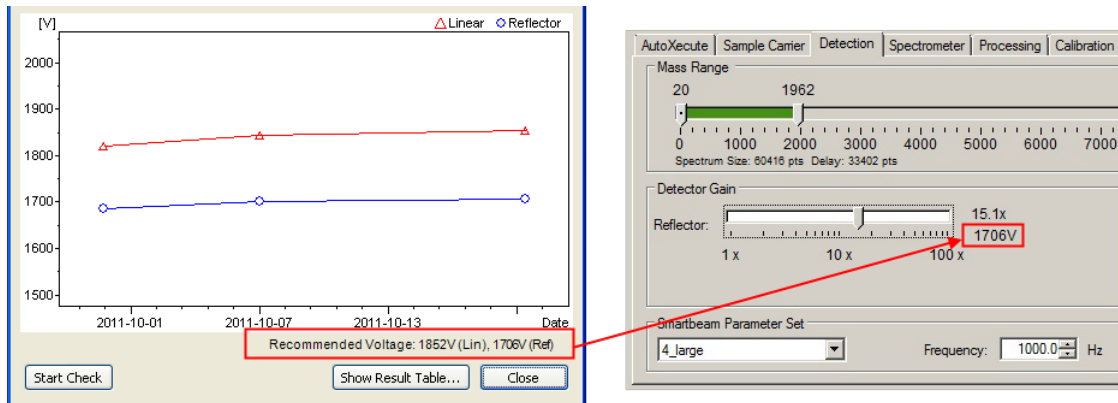 [V]
Linear Reflector
2000
1900
1800
1700
1600
1500
2011-10-01 2011-10-07 2011-10-13 Date
Recommended Voltage: 1852V (Lin), 1706V (Ref)
Start Check Show Result Table... Close
AutoXecute Sample Carrier Detection Spectrometer Processing Calibration
Mass Range
20 1962
0 1000 2000 3000 4000 5000 6000 7000
Spectrum Size: 60416 pts Delay: 33402 pts
Detector Gain
Reflector:
15.1x
1706V
1 x 10 x 100 x
Smartbeam Parameter Set
4_large Frequency: 1000.0 Hz